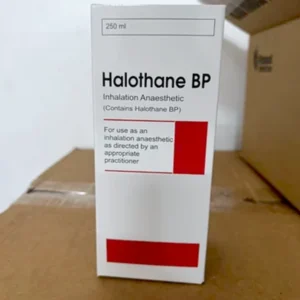 250 ml
Halothane BP
Inhalation Anaesthetic
(Contains Halothane BP)
For use as an
inhalation anaesthetic
as directed by an
appropriate
practitioner